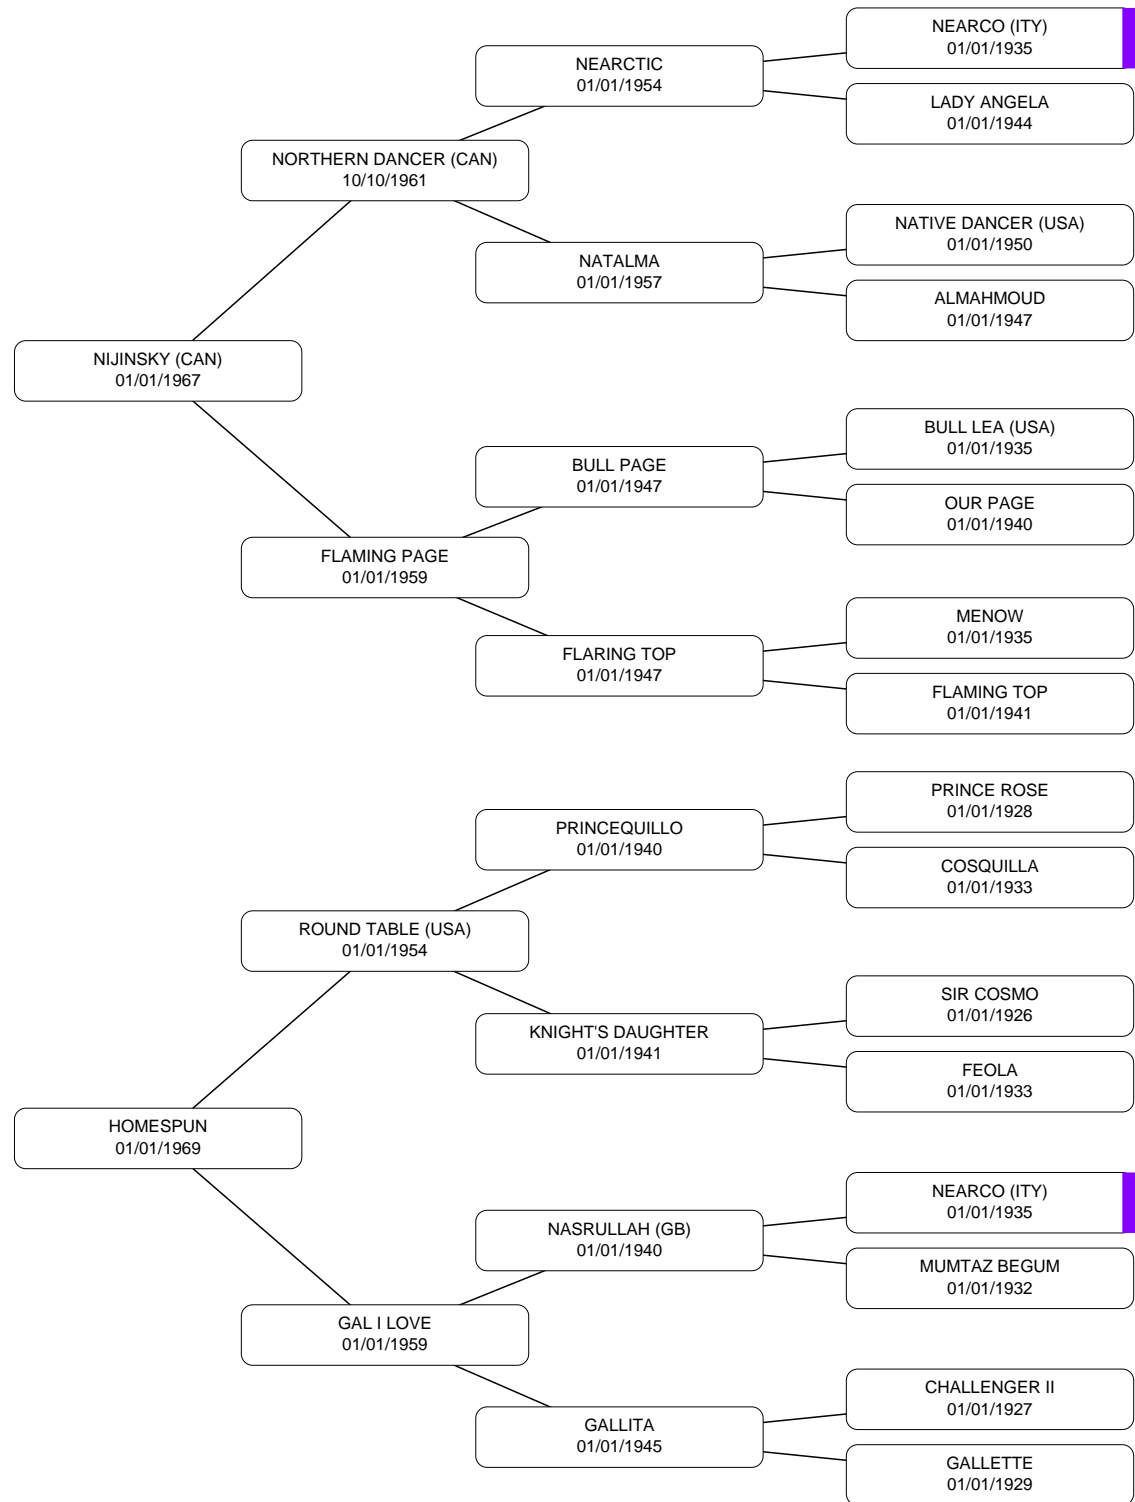 NEARCO (ITY)
01/01/1935
NEARCTIC
01/01/1954
LADY ANGELA
01/01/1944
NORTHERN DANCER (CAN)
10/10/1961
NATIVE DANCER (USA)
01/01/1950
NATALMA
01/01/1957
ALMAHMOUD
01/01/1947
NIJINSKY (CAN)
01/01/1967
BULL LEA (USA)
01/01/1935
BULL PAGE
01/01/1947
OUR PAGE
01/01/1940
FLAMING PAGE
01/01/1959
MENOW
01/01/1935
FLARING TOP
01/01/1947
FLAMING TOP
01/01/1941
PRINCE ROSE
01/01/1928
PRINCEQUILLO
01/01/1940
COSQUILLA
01/01/1933
ROUND TABLE (USA)
01/01/1954
SIR COSMO
01/01/1926
KNIGHT'S DAUGHTER
01/01/1941
FEOLA
01/01/1933
HOMESPUN
01/01/1969
NEARCO (ITY)
01/01/1935
NASRULLAH (GB)
01/01/1940
MUMTAZ BEGUM
01/01/1932
GAL I LOVE
01/01/1959
CHALLENGER II
01/01/1927
GALLITA
01/01/1945
GALLETTE
01/01/1929